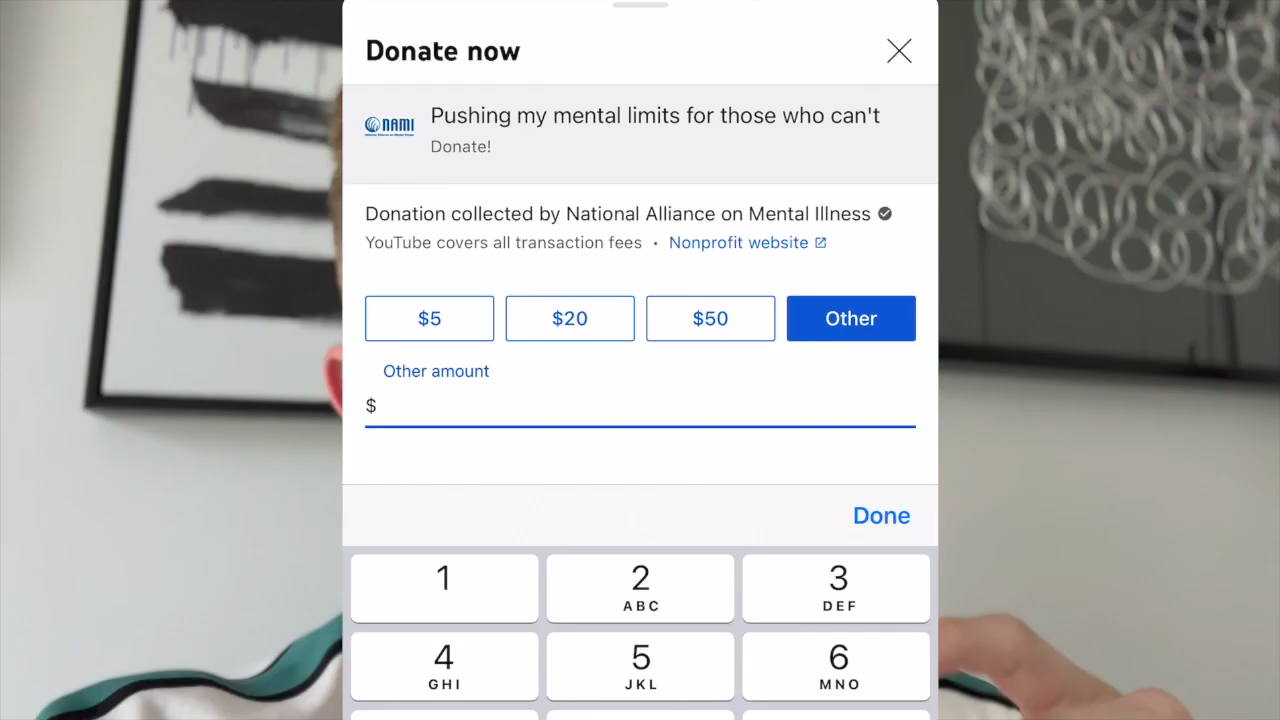 Donate now
NAMI
Pushing my mental limits for those who can't
Donate!
Donation collected by National Alliance on Mental Illness
YouTube covers all transaction fees • Nonprofit website
$5 $20 $50 Other
Other amount
$
Done
1 2 3
ABC DEF
4 5 6
GHI JKL MNO